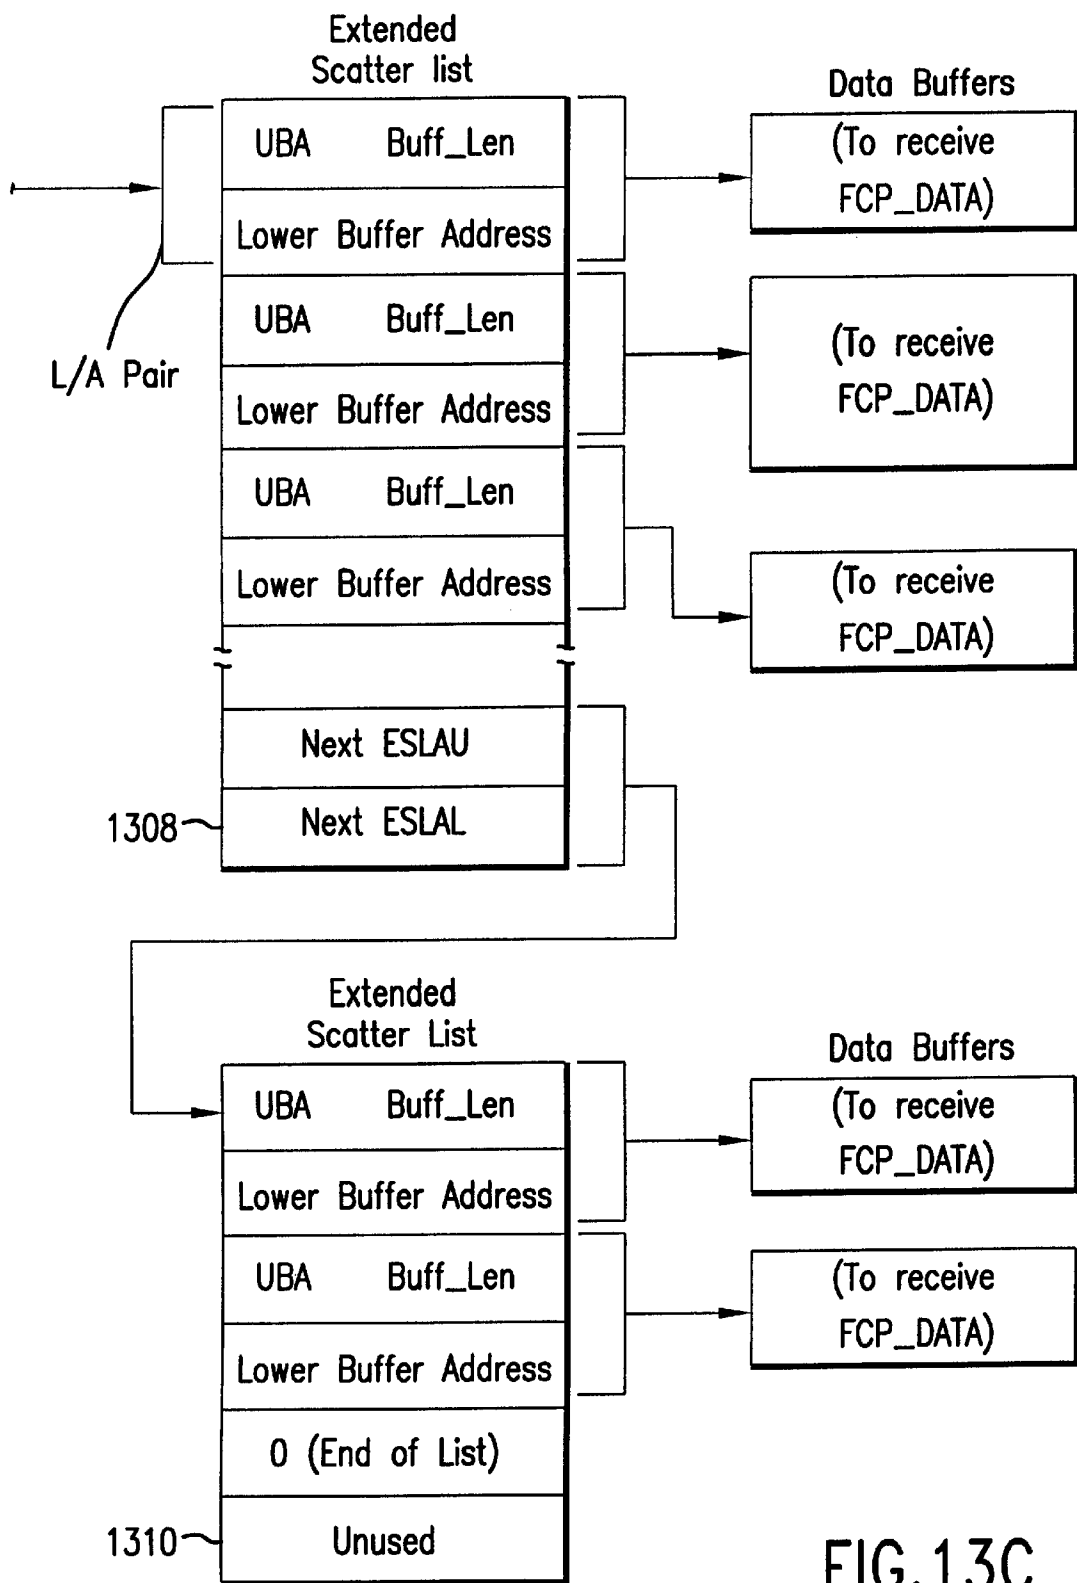 Extended
Scatter list
Data Buffers
UBA Buff_Len
(To receive
FCP_DATA)
Lower Buffer Address
L/A Pair
UBA Buff_Len
(To receive
FCP_DATA)
Lower Buffer Address
UBA Buff_Len
Lower Buffer Address
(To receive
FCP_DATA)
Next ESLAU
1308
Next ESLAL
Extended
Scatter List
Data Buffers
UBA Buff_Len
(To receive
FCP_DATA)
Lower Buffer Address
UBA Buff_Len
(To receive
FCP_DATA)
Lower Buffer Address
0 (End of List)
1310
Unused
FIG.13C